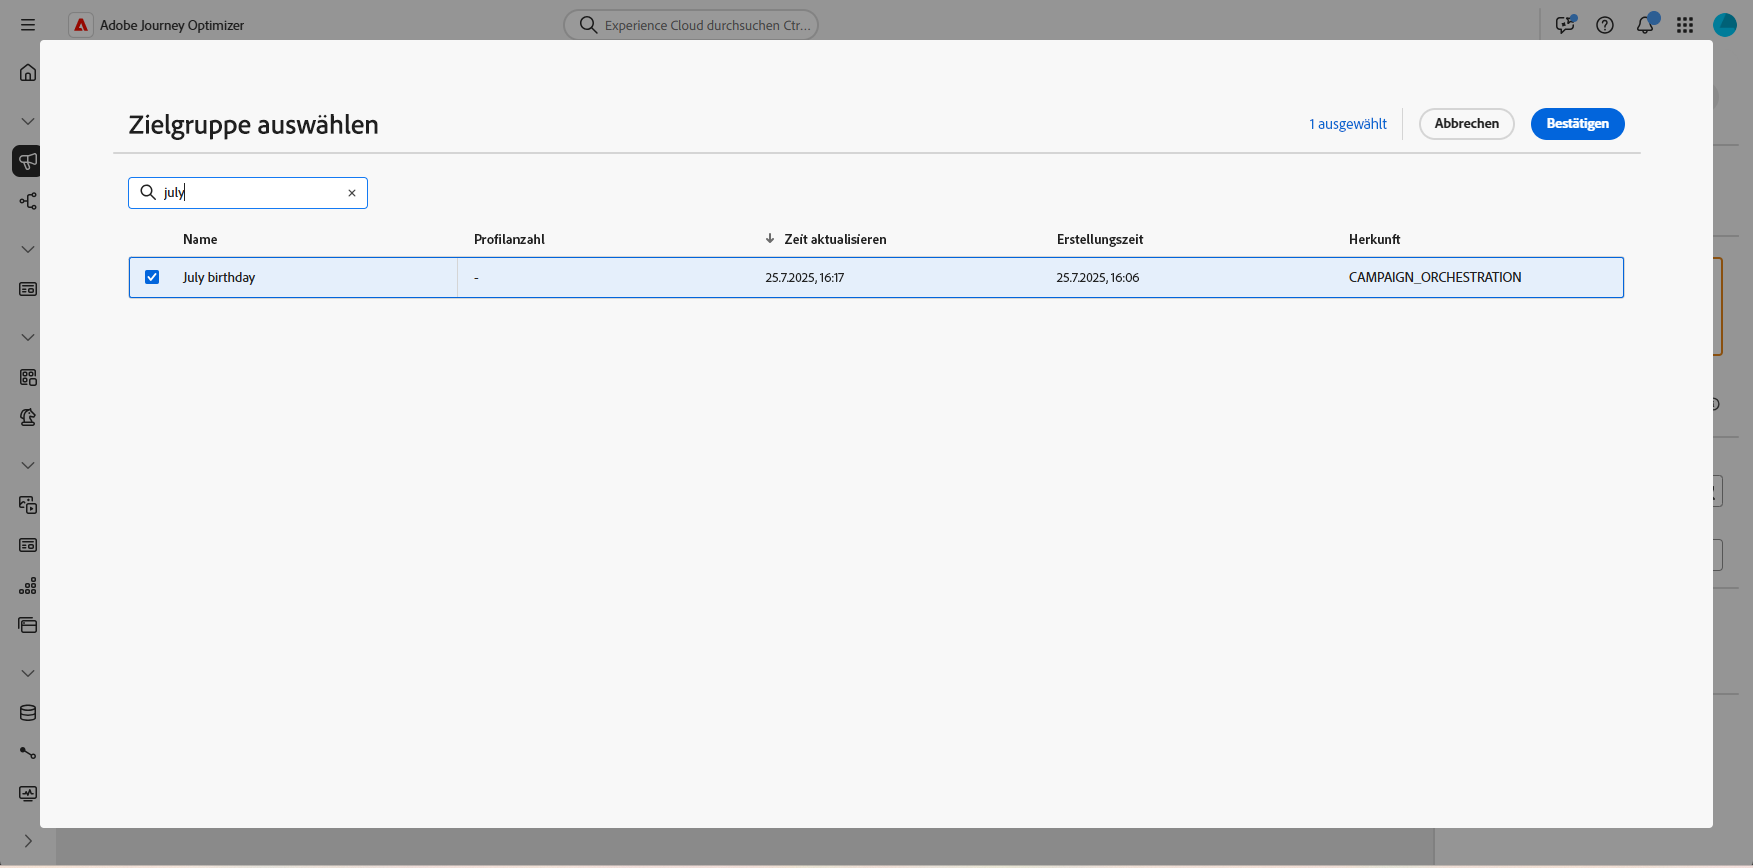 Adobe Journey Optimizer
Experience Cloud durchsuchen Ctr...
Zielgruppe auswählen
1 ausgewählt
Abbrechen
Bestätigen
july
Name Profilanzahl Zeit aktualisieren Erstellungszeit Herkunft
July birthday - 25.7.2025, 16:17 25.7.2025, 16:06 CAMPAIGN_ORCHESTRATION